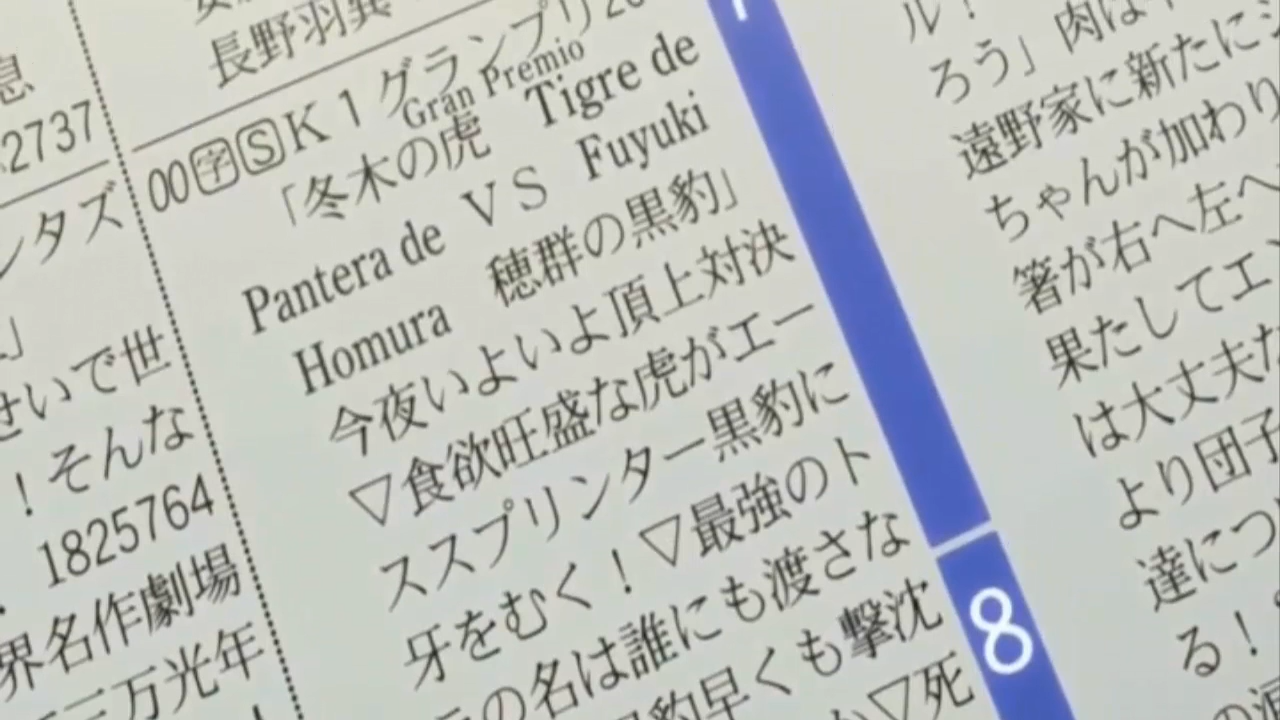 息
2737
ンタズ
」
せいで世
！そんな
1825764
界名作劇場
三万光年
長野羽
00字SK1グランプリ20
Gran Premio
「冬木の虎 Tigre de
Pantera de VS Fuyuki
Homura 穂群の黒豹」
今夜いよいよ頂上対決
▽食欲旺盛な虎がエー
ススプリンター黒豹に
牙をむく！▽最強のト
の名は誰にも渡さな
豹早くも撃沈
▽死
8
ル！
ろう」肉は
遠野家に新たにシ
ちゃんが加わり
箸が右へ左へ
果たしてエン
は大丈夫な
より団子
達につ
る！